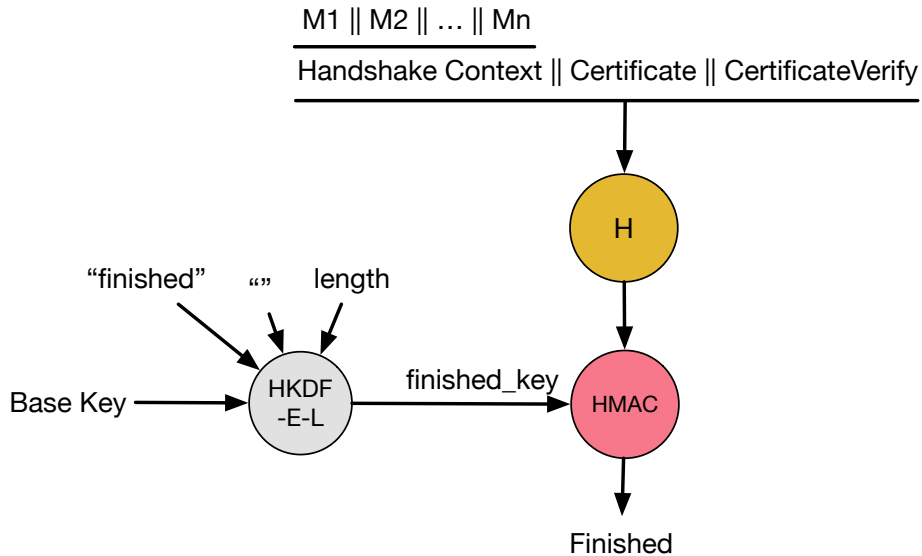 M1 || M2 || … || Mn
Handshake Context || Certificate || CertificateVerify
H
“finished”
“”
length
Base Key
HKDF
-E-L
finished_key
HMAC
Finished